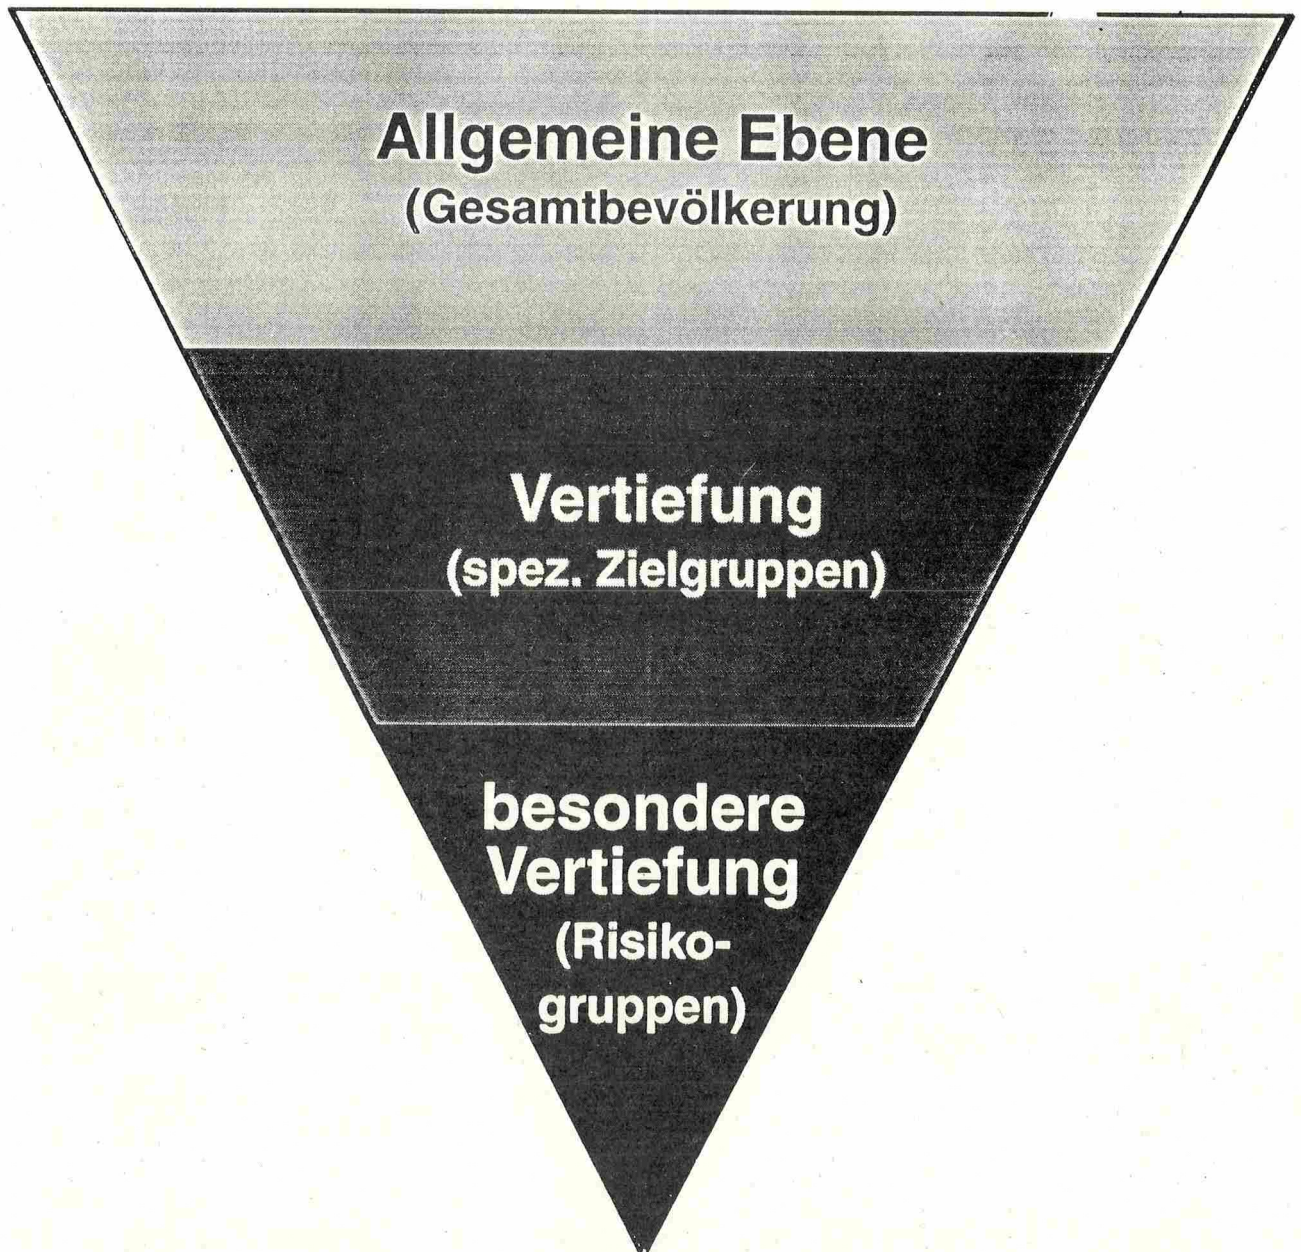 Allgemeine Ebene
(Gesamtbevölkerung)
Vertiefung
(spez. Zielgruppen)
besondere
Vertiefung
(Risiko-
gruppen)